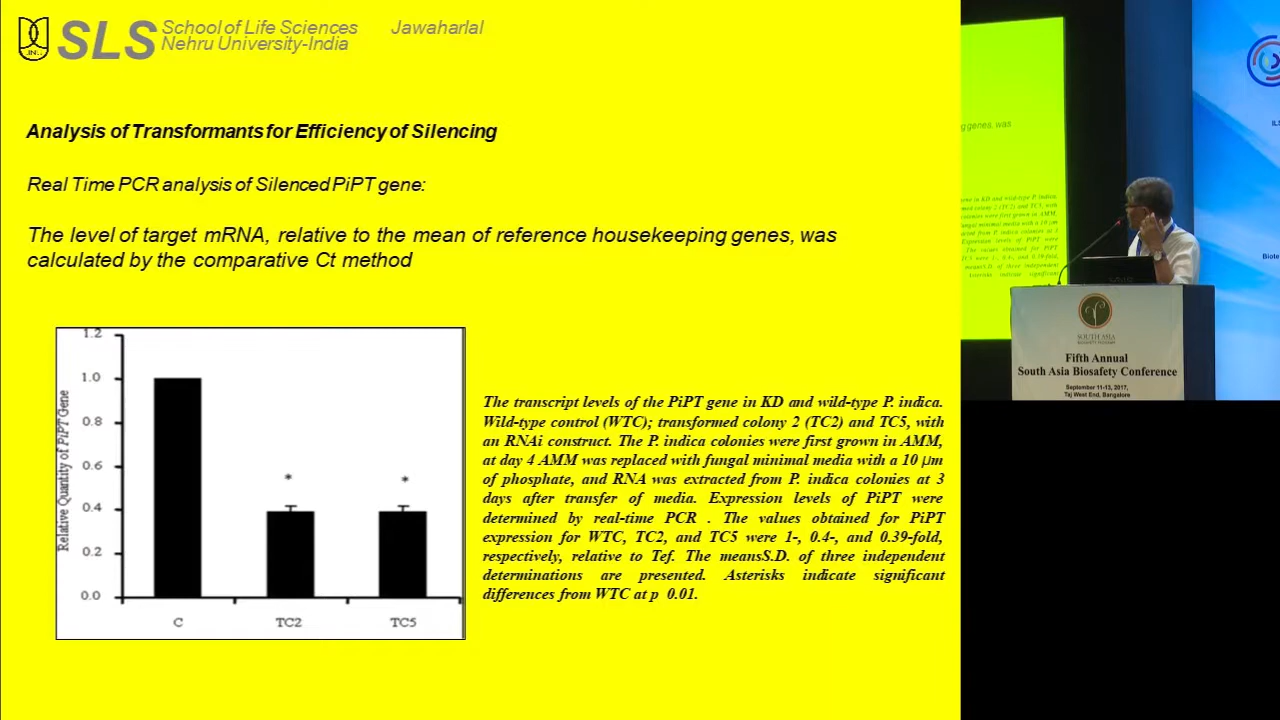 SLS School of Life Sciences Jawaharlal
Nehru University-India
JNU
Analysis of Transformants for Efficiency of Silencing
Real Time PCR analysis of Silenced PiPT gene:
The level of target mRNA, relative to the mean of reference housekeeping genes, was
calculated by the comparative Ct method
Relative Quantity of PiPT Gene
1.2
1.0
0.8
0.6
0.4
0.2
0.0
*
*
C TC2 TC5
The transcript levels of the PiPT gene in KD and wild-type P. indica.
Wild-type control (WTC); transformed colony 2 (TC2) and TC5, with
an RNAi construct. The P. indica colonies were first grown in AMM,
at day 4 AMM was replaced with fungal minimal media with a 10 μm
of phosphate, and RNA was extracted from P. indica colonies at 3
days after transfer of media. Expression levels of PiPT were
determined by real-time PCR . The values obtained for PiPT
expression for WTC, TC2, and TC5 were 1-, 0.4-, and 0.39-fold,
respectively, relative to Tef. The meansS.D. of three independent
determinations are presented. Asterisks indicate significant
differences from WTC at p 0.01.
genes, was
SOUTH ASIA
Fifth Annual
South Asia Biosafety Conference
September 11-13, 2017,
Taj West End, Bangalore
Biote